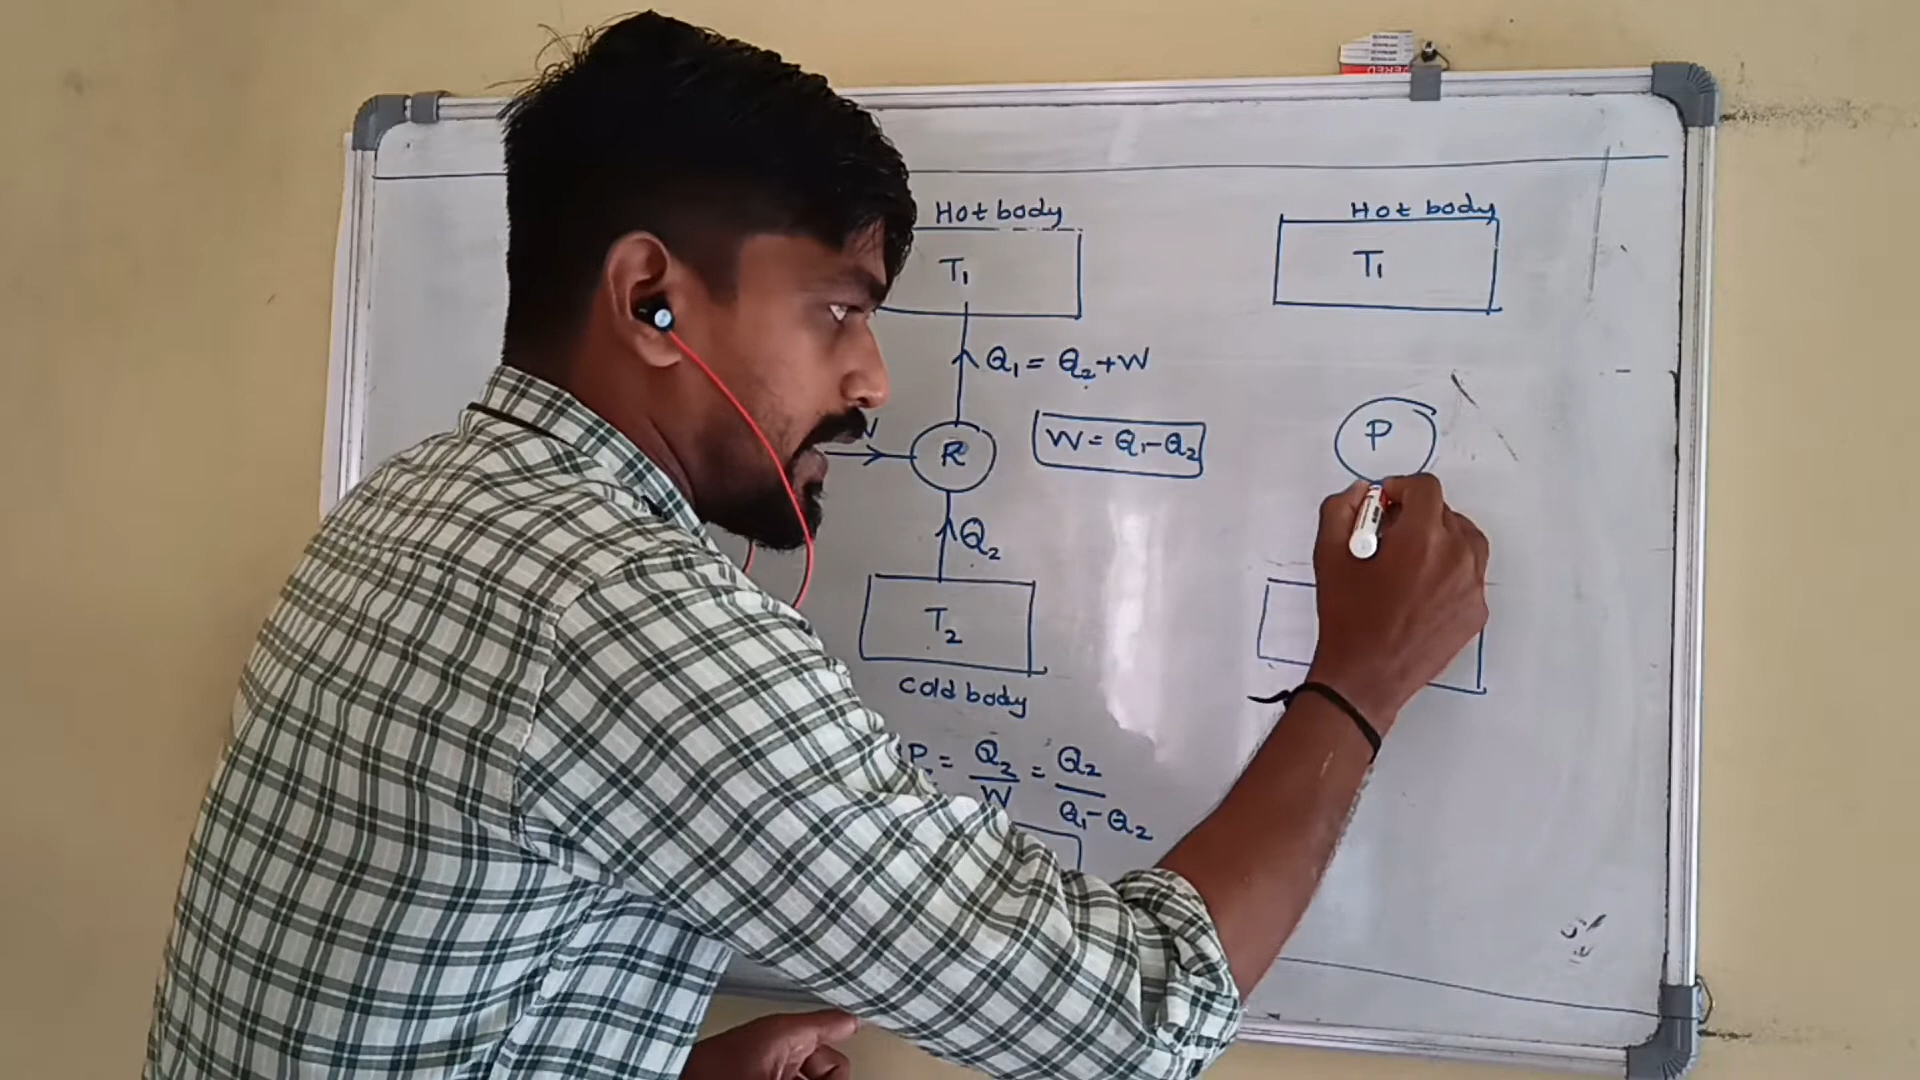 Hot body
T₁
Q₁ = Q₂+W
R
W = Q₁-Q₂
Q₂
T₂
Cold body
P = Q₂/W = Q₂/Q₁-Q₂
Hot body
T₁
P